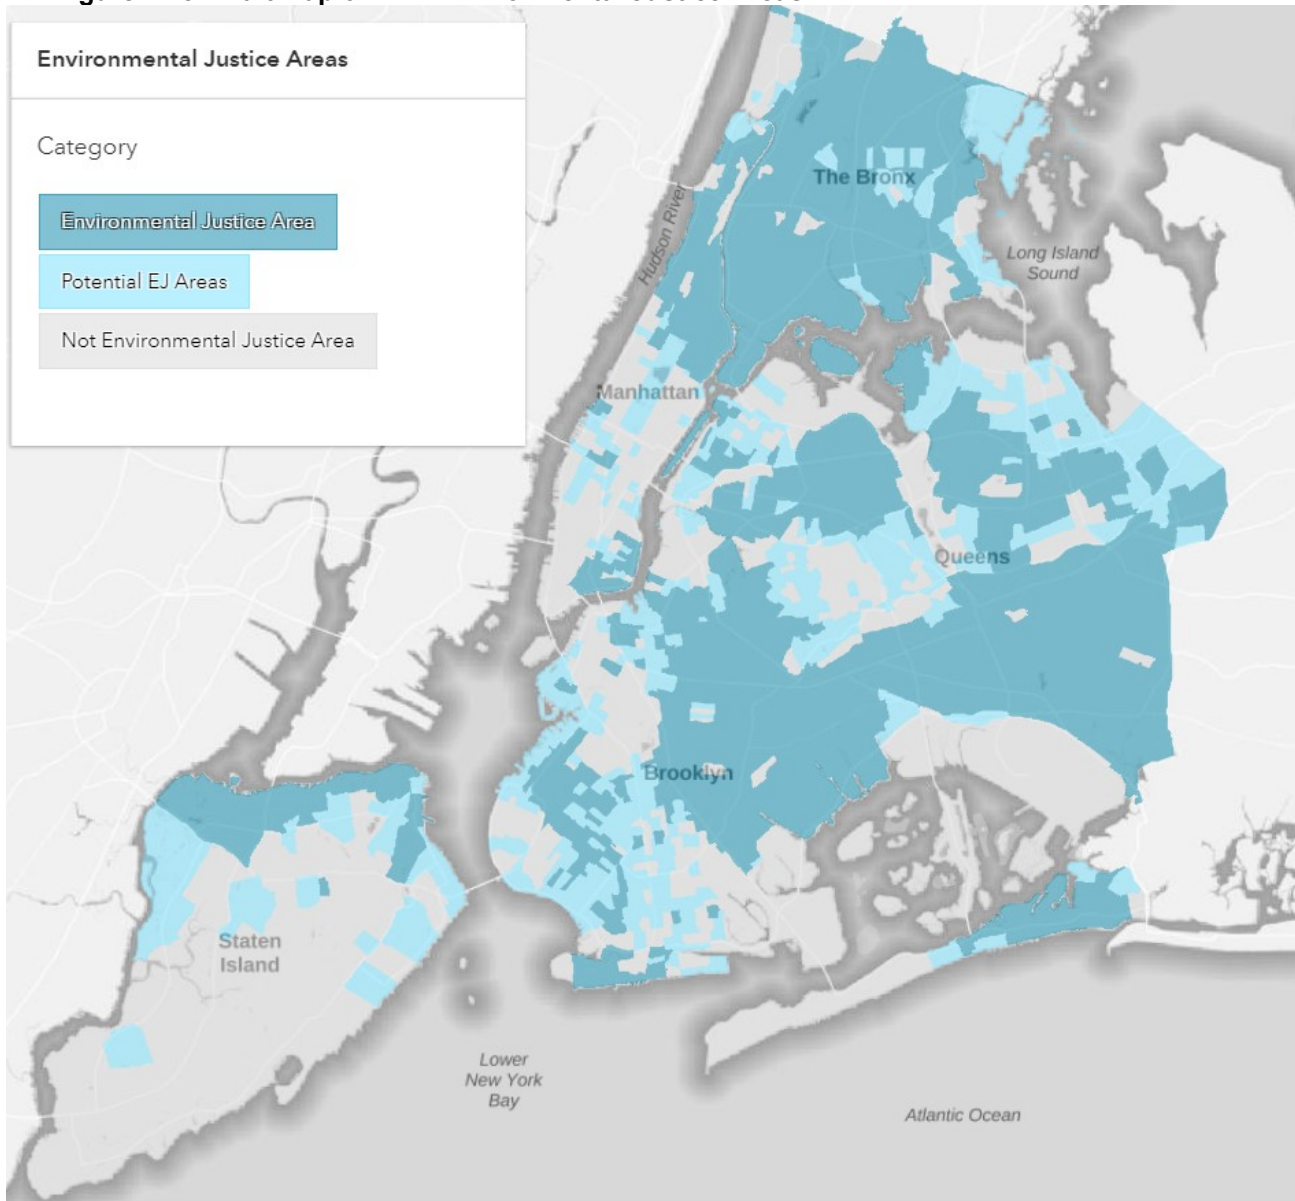 Environmental Justice Areas
Category
Environmental Justice Area
Potential EJ Areas
Not Environmental Justice Area
The Bronx
Hudson River
Long Island
Sound
Manhattan
Queens
Brooklyn
Staten
Island
Lower
New York
Bay
Atlantic Ocean